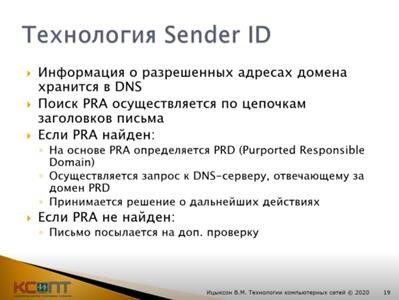 Технология Sender ID
Информация о разрешенных адресах домена
хранится в DNS
Поиск PRA осуществляется по цепочкам
заголовков письма
Если PRA найден:
На основе PRA определяется PRD (Purported Responsible
Domain)
Осуществляется запрос к DNS-серверу, отвечающему за
домен PRD
Принимается решение о дальнейших действиях
Если PRA не найден:
Письмо посылается на доп. проверку
КСПТ
Ицыксон В.М. Технологии компьютерных сетей © 2020
19